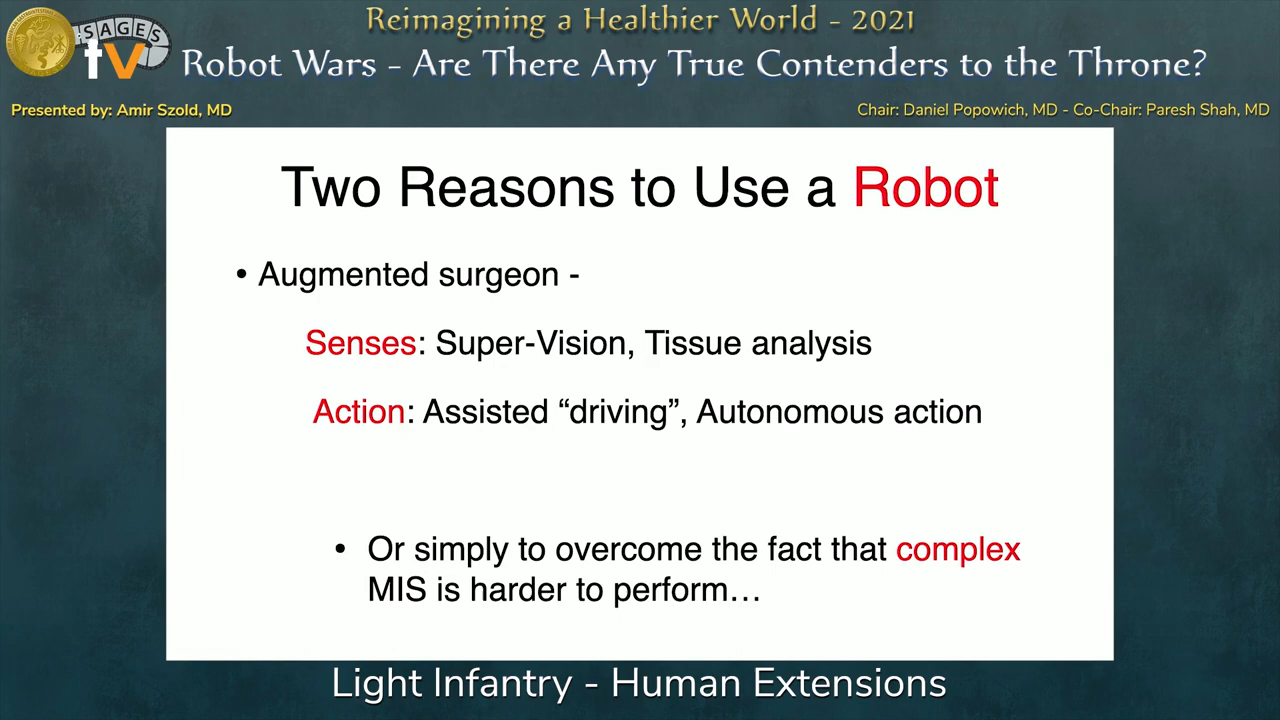 Reimagining a Healthier World - 2021
SAGES
tv
Robot Wars - Are There Any True Contenders to the Throne?
Presented by: Amir Szold, MD
Chair: Daniel Popowich, MD - Co-Chair: Paresh Shah, MD
Two Reasons to Use a Robot
• Augmented surgeon -
Senses: Super-Vision, Tissue analysis
Action: Assisted “driving”, Autonomous action
• Or simply to overcome the fact that complex
MIS is harder to perform…
Light Infantry - Human Extensions